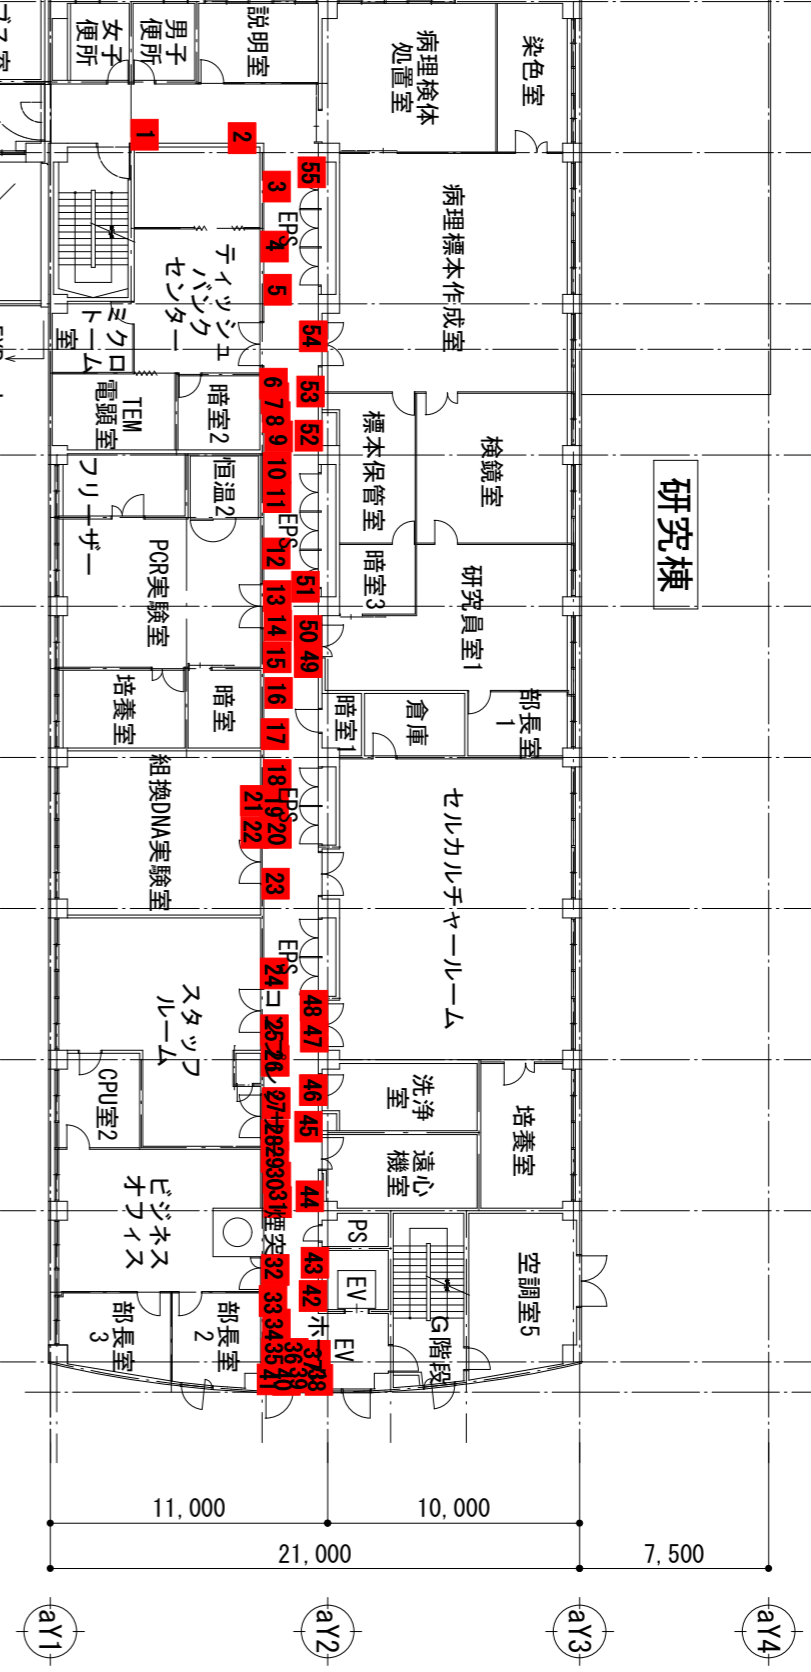 女子
便所
男子
便所
説明室
病理検体
処置室
染色室
1
2
3
55
EPS
4
5
54
ティッシュ
バンク
センター
病理標本作成室
ミクロ
トーム
室
TEM
電顕室
暗室2
6
7
8
9
53
52
標本保管室
検鏡室
研究棟
フリーザー
恒温2
10
11
EPS
12
13
14
15
51
50
49
暗室3
研究員室1
PCR実験室
培養室
暗室
16
17
暗室1
倉庫
部長室
1
組換DNA実験室
18
EPS
19
20
21
22
23
セルカルチャールーム
EPS
24
スタッフ
ルーム
25
26
48
47
CPU室2
27
28
29
30
31
46
45
44
洗浄
室
遠心
機室
培養室
ビジネス
オフィス
煙突
32
33
34
35
36
37
38
39
40
41
43
42
PS
EV
EV
ホ
G階段
空調室5
部長室
3
部長室
2
11,000
10,000
21,000
7,500
aY1
aY2
aY3
aY4